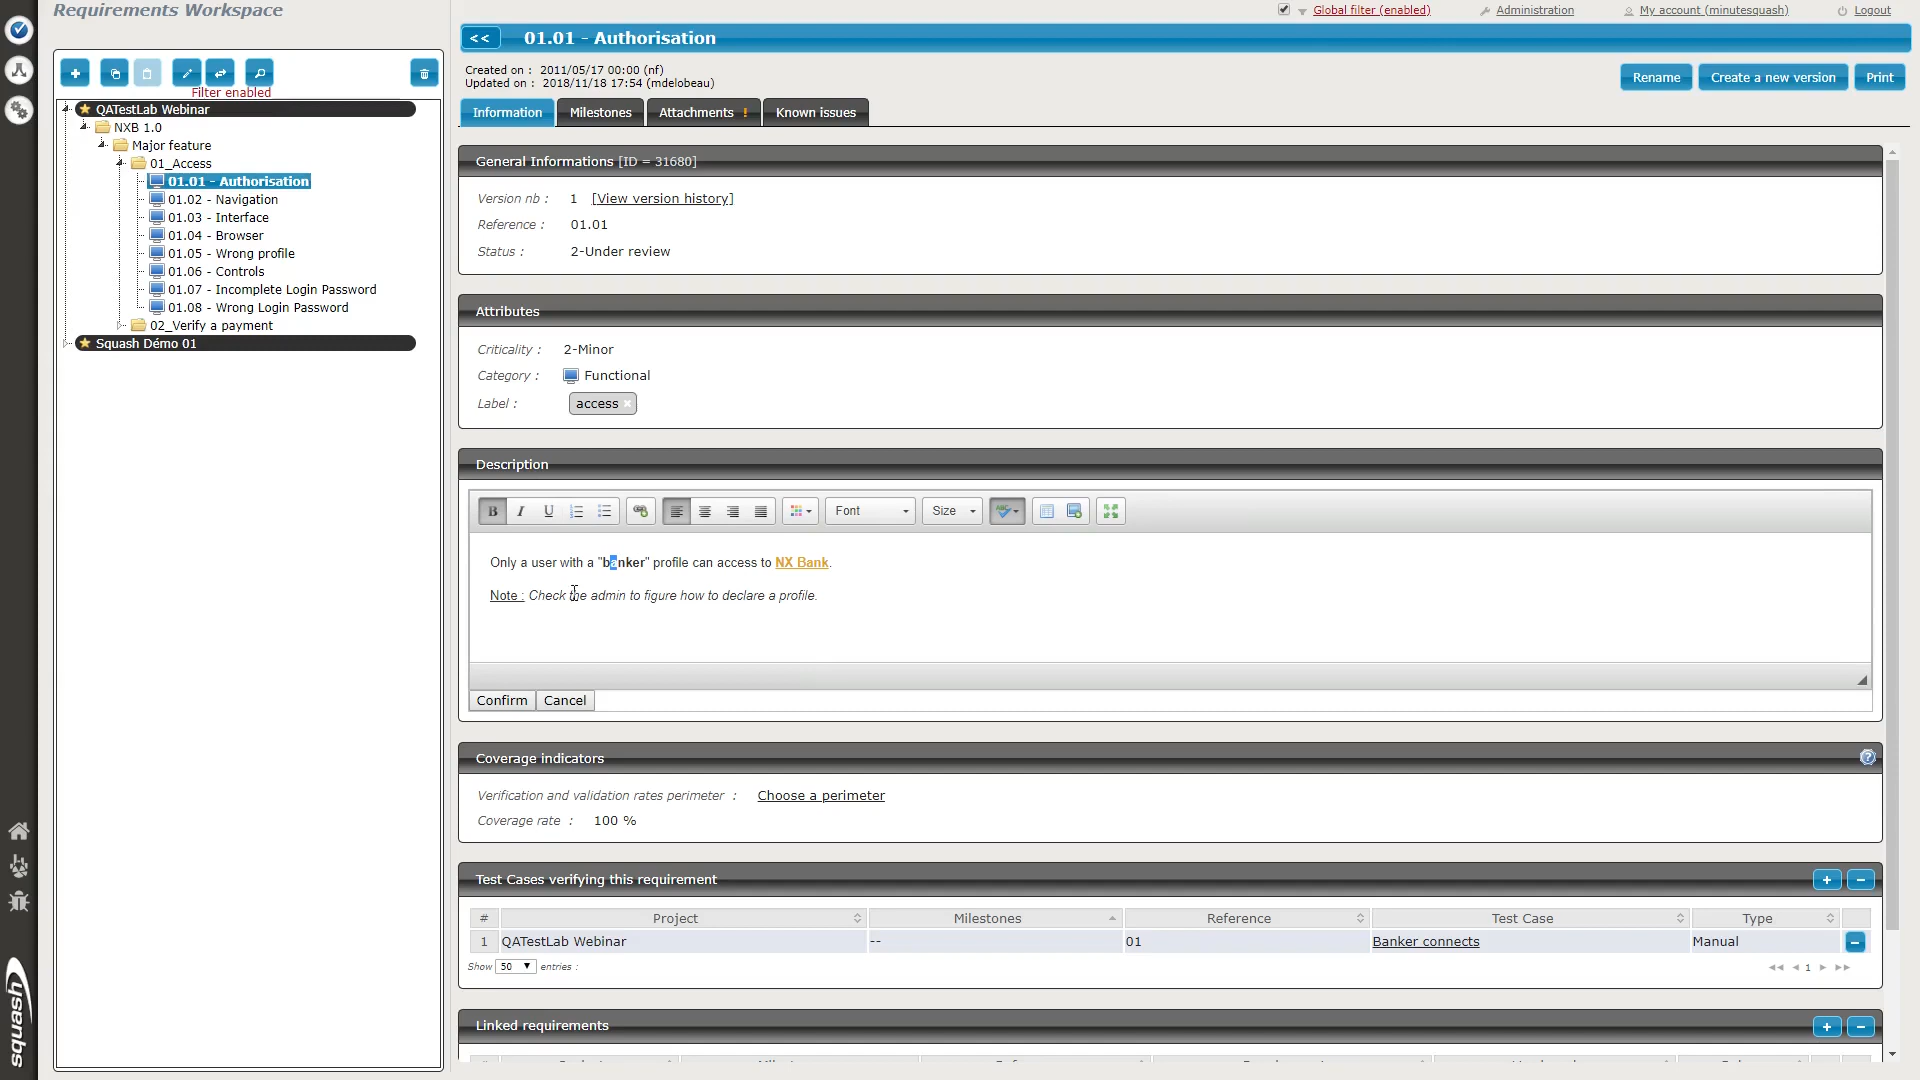 Requirements Workspace
Global filter (enabled)
Administration
My account (minutesquash)
Logout
<< 01.01 - Authorisation
Created on : 2011/05/17 00:00 (nf)
Updated on : 2018/11/18 17:54 (mdelobeau)
Rename
Create a new version
Print
Filter enabled
QATestLab Webinar
NXB 1.0
Major feature
01_Access
01.01 - Authorisation
01.02 - Navigation
01.03 - Interface
01.04 - Browser
01.05 - Wrong profile
01.06 - Controls
01.07 - Incomplete Login Password
01.08 - Wrong Login Password
02_Verify a payment
Squash Démo 01
Information
Milestones
Attachments !
Known issues
General Informations [ID = 31680]
Version nb : 1 [View version history]
Reference : 01.01
Status : 2-Under review
Attributes
Criticality : 2-Minor
Category : Functional
Label : access ×
Description
B I U Font Size ABC
Only a user with a "banker" profile can access to NX Bank.
Note : Check the admin to figure how to declare a profile.
Confirm Cancel
Coverage indicators
Verification and validation rates perimeter : Choose a perimeter
Coverage rate : 100 %
Test Cases verifying this requirement
# Project Milestones Reference Test Case Type
1 QATestLab Webinar -- 01 Banker connects Manual
Show 50 entries :
1
Linked requirements
squash